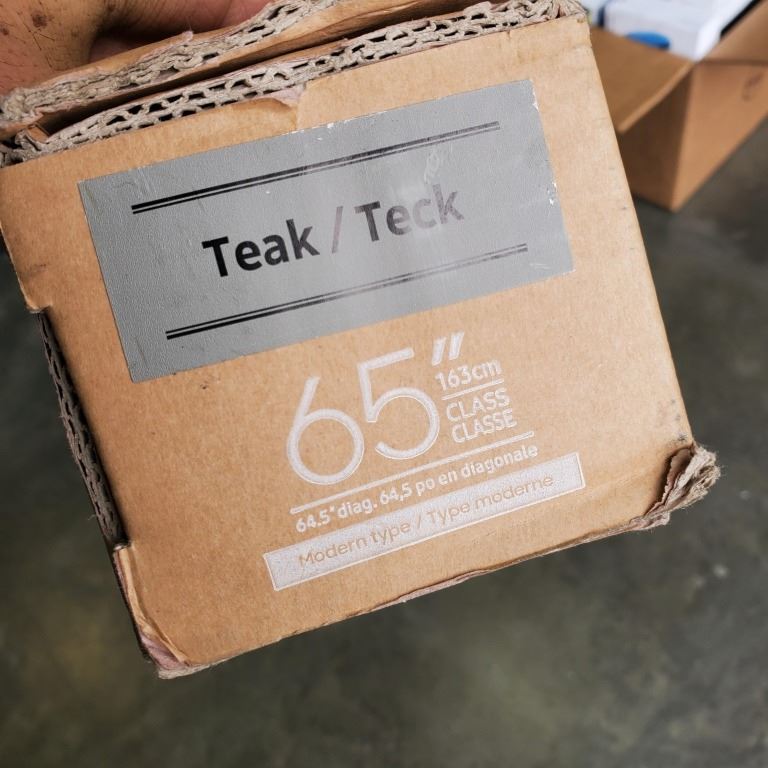 Teak / Teck
65"
163cm
CLASS
CLASSE
64.5" diag. 64,5 po en diagonale
Modern type / Type moderne